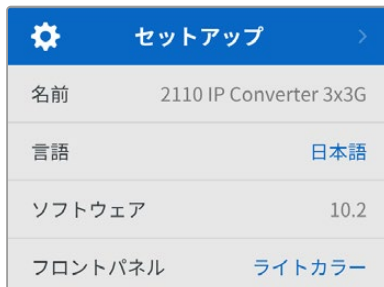 セットアップ
名前 2110 IP Converter 3x3G
言語 日本語
ソフトウェア 10.2
フロントパネル ライトカラー